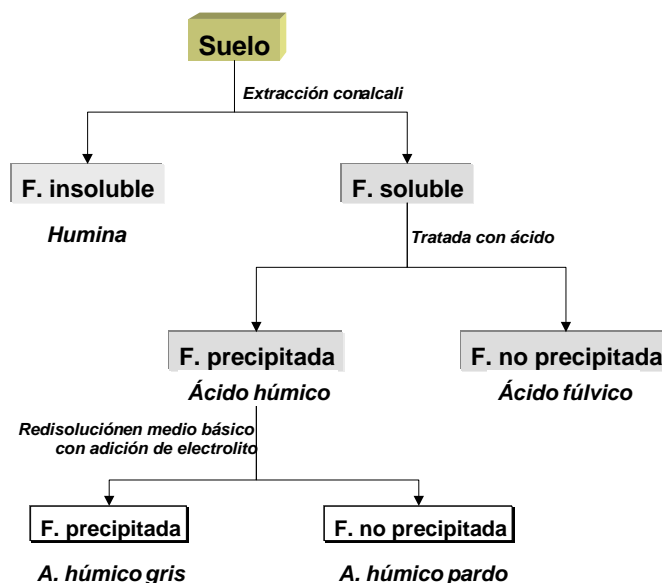 Suelo
Extracción conalcali
F. insoluble
F. soluble
Humina
Tratada con ácido
F. precipitada
F. no precipitada
Ácido húmico
Ácido fúlvico
Redisoluciónen medio básico
con adición de electrolito
F. precipitada
F. no precipitada
A. húmico gris
A. húmico pardo